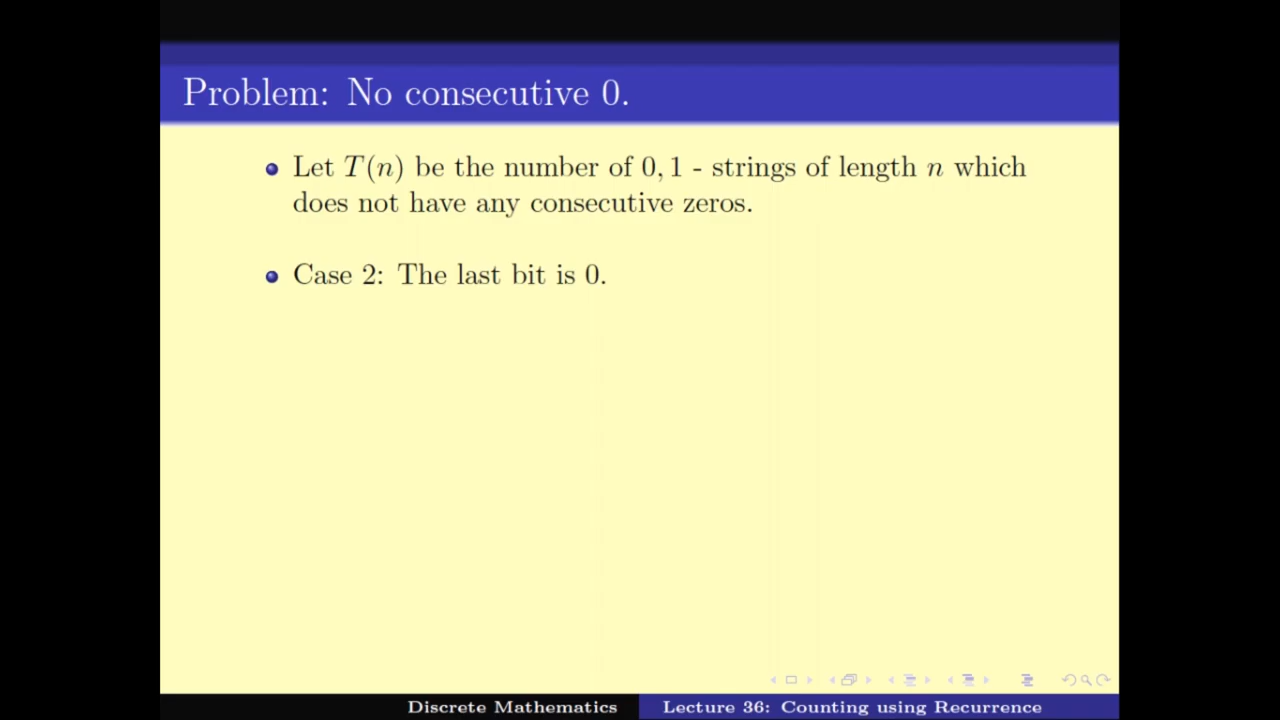 Problem: No consecutive 0.
Let T(n) be the number of 0, 1 - strings of length n which
does not have any consecutive zeros.
Case 2: The last bit is 0.
Discrete Mathematics
Lecture 36: Counting using Recurrence